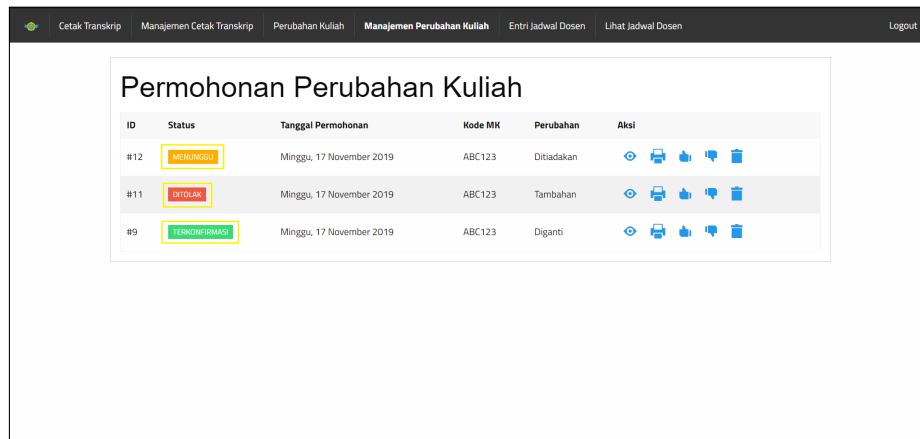 Cetak Transkrip Manajemen Cetak Transkrip Perubahan Kuliah Manajemen Perubahan Kuliah Entri Jadwal Dosen Lihat Jadwal Dosen Logout
Permohonan Perubahan Kuliah
ID Status Tanggal Permohonan Kode MK Perubahan Aksi
#12 MENUNGGU Minggu, 17 November 2019 ABC123 Ditiadakan
#11 DITOLAK Minggu, 17 November 2019 ABC123 Tambahan
#9 TERKONFIRMASI Minggu, 17 November 2019 ABC123 Diganti